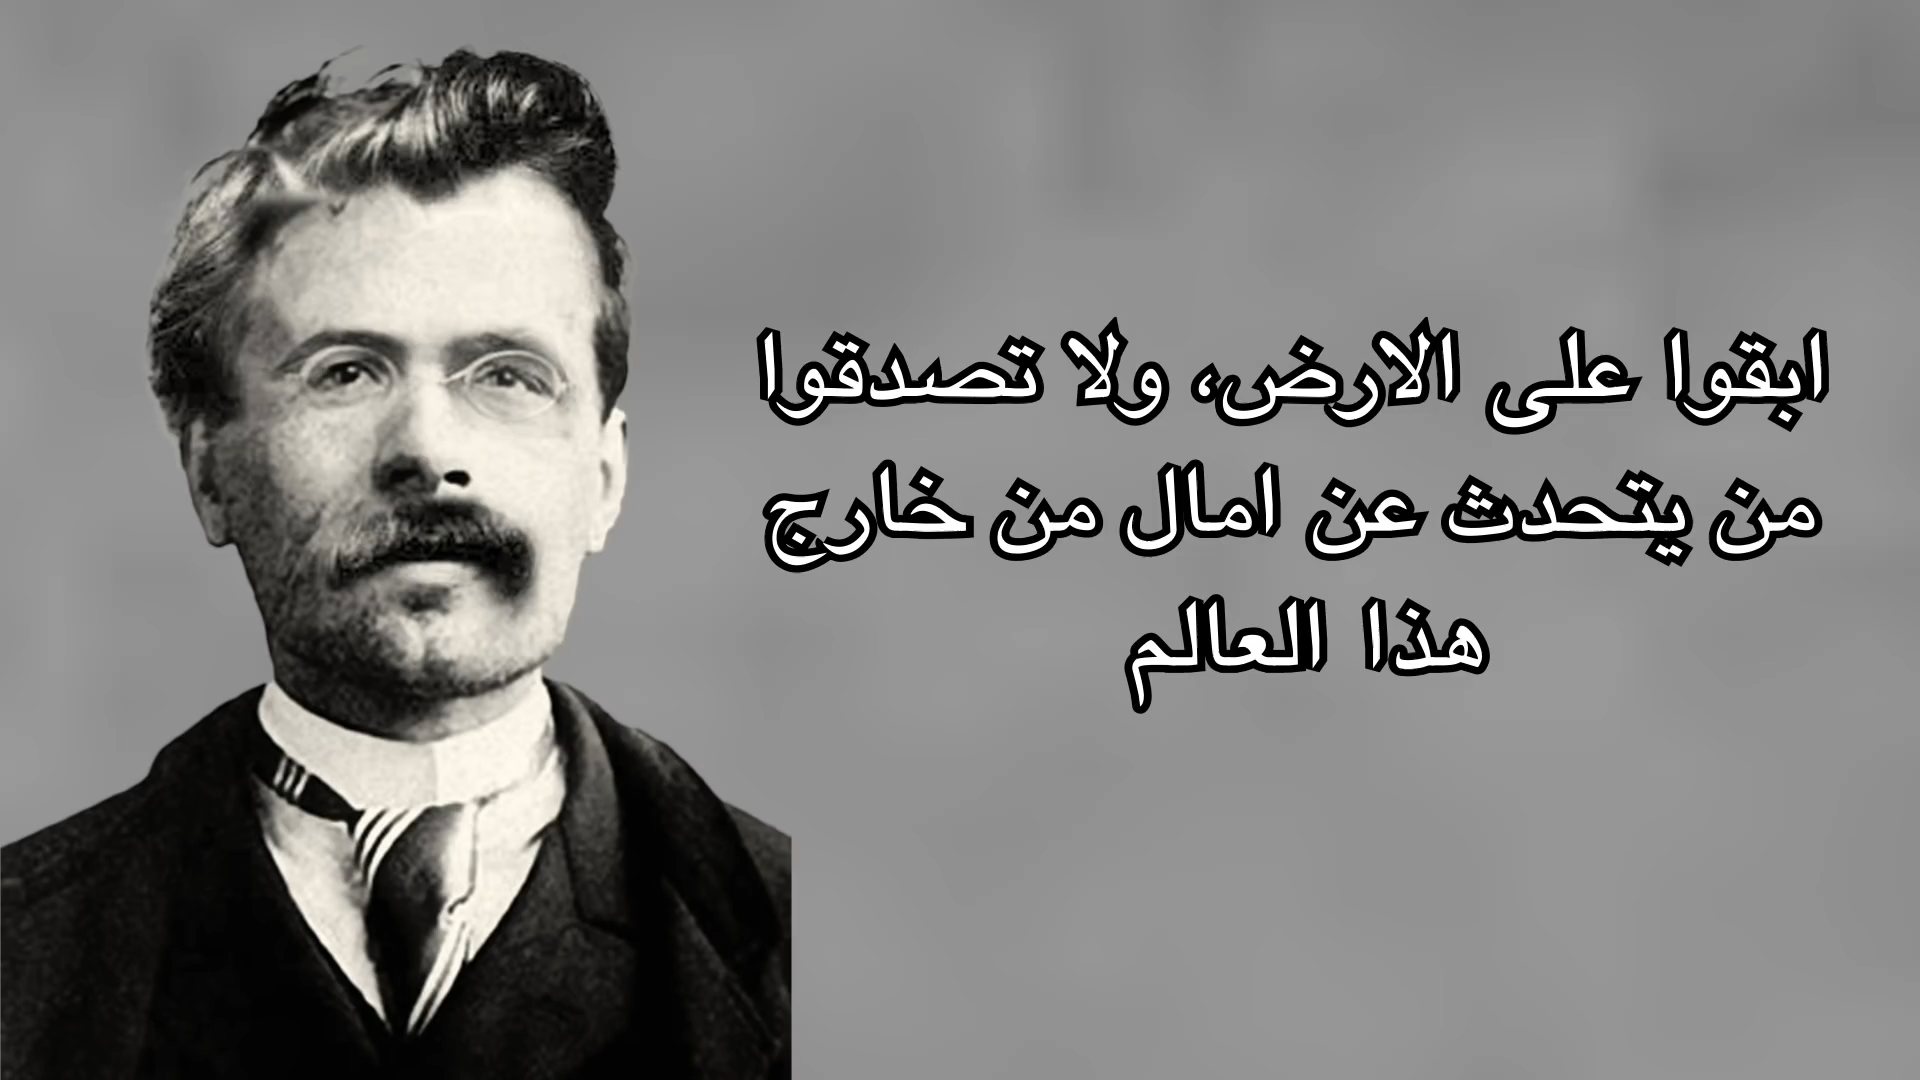 ابقوا على الارض، ولا تصدقوا
من يتحدث عن امال من خارج
هذا العالم